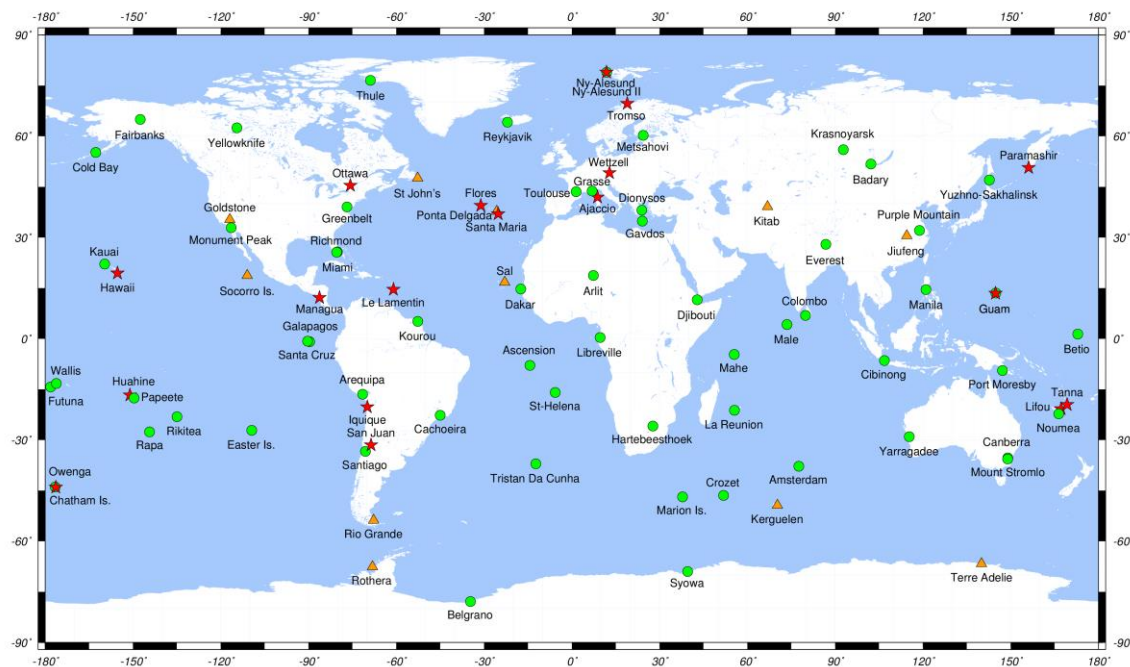 -180° -150° -120° -90° -60° -30° 0° 30° 60° 90° 120° 150° 180°
90° 90°
Ny-Alesund
Thule
Ny-Alesund II
Tromso
Fairbanks
Yellowknife
Reykjavik
Metsahovi
Krasnoyarsk
60° 60°
Cold Bay
Wettzell
Badary
Paramashir
Ottawa
St John's
Flores
Toulouse
Grasse
Dionysos
Yuzhno-Sakhalinsk
Goldstone
Greenbelt
Ponta Delgada
Santa Maria
Ajaccio
Kitab
Purple Mountain
Gavdos
Jiufeng
30° 30°
Monument Peak
Richmond
Kauai
Miami
Everest
Hawaii
Socorro Is.
Sal
Arlit
Managua
Le Lamentin
Dakar
Djibouti
Colombo
Manila
Guam
Galapagos
Kourou
Male
0° 0°
Santa Cruz
Ascension
Libreville
Betio
Wallis
Mahe
Cibinong
Huahine
Arequipa
Port Moresby
Futuna
Papeete
Tanna
St-Helena
Lifou
Iquique
Rikitea
Cachoeira
La Reunion
Noumea
San Juan
Rapa
Easter Is.
Hartebeesthoek
-30° -30°
Canberra
Yarragadee
Santiago
Mount Stromlo
Owenga
Tristan Da Cunha
Crozet
Amsterdam
Chatham Is.
Marion Is.
Kerguelen
Rio Grande
-60° -60°
Rothera
Syowa
Terre Adelie
Belgrano
-90° -90°
-180° -150° -120° -90° -60° -30° 0° 30° 60° 90° 120° 150° 180°